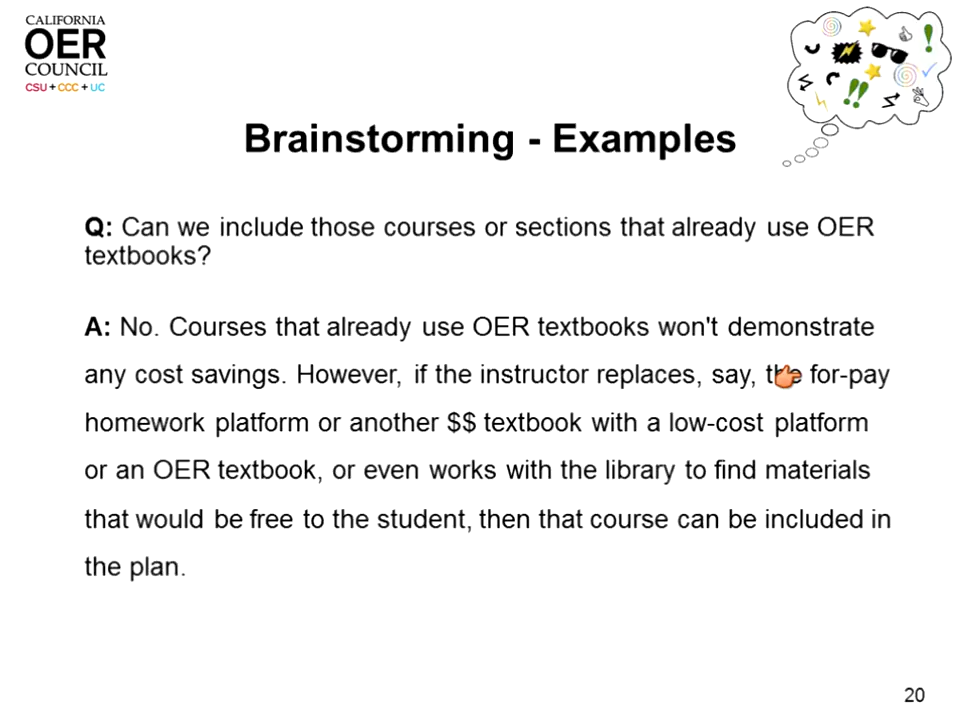 CALIFORNIA
OER
COUNCIL
CSU + CCC + UC
Brainstorming - Examples
Q: Can we include those courses or sections that already use OER
textbooks?
A: No. Courses that already use OER textbooks won't demonstrate
any cost savings. However, if the instructor replaces, say, the for-pay
homework platform or another $$ textbook with a low-cost platform
or an OER textbook, or even works with the library to find materials
that would be free to the student, then that course can be included in
the plan.
20